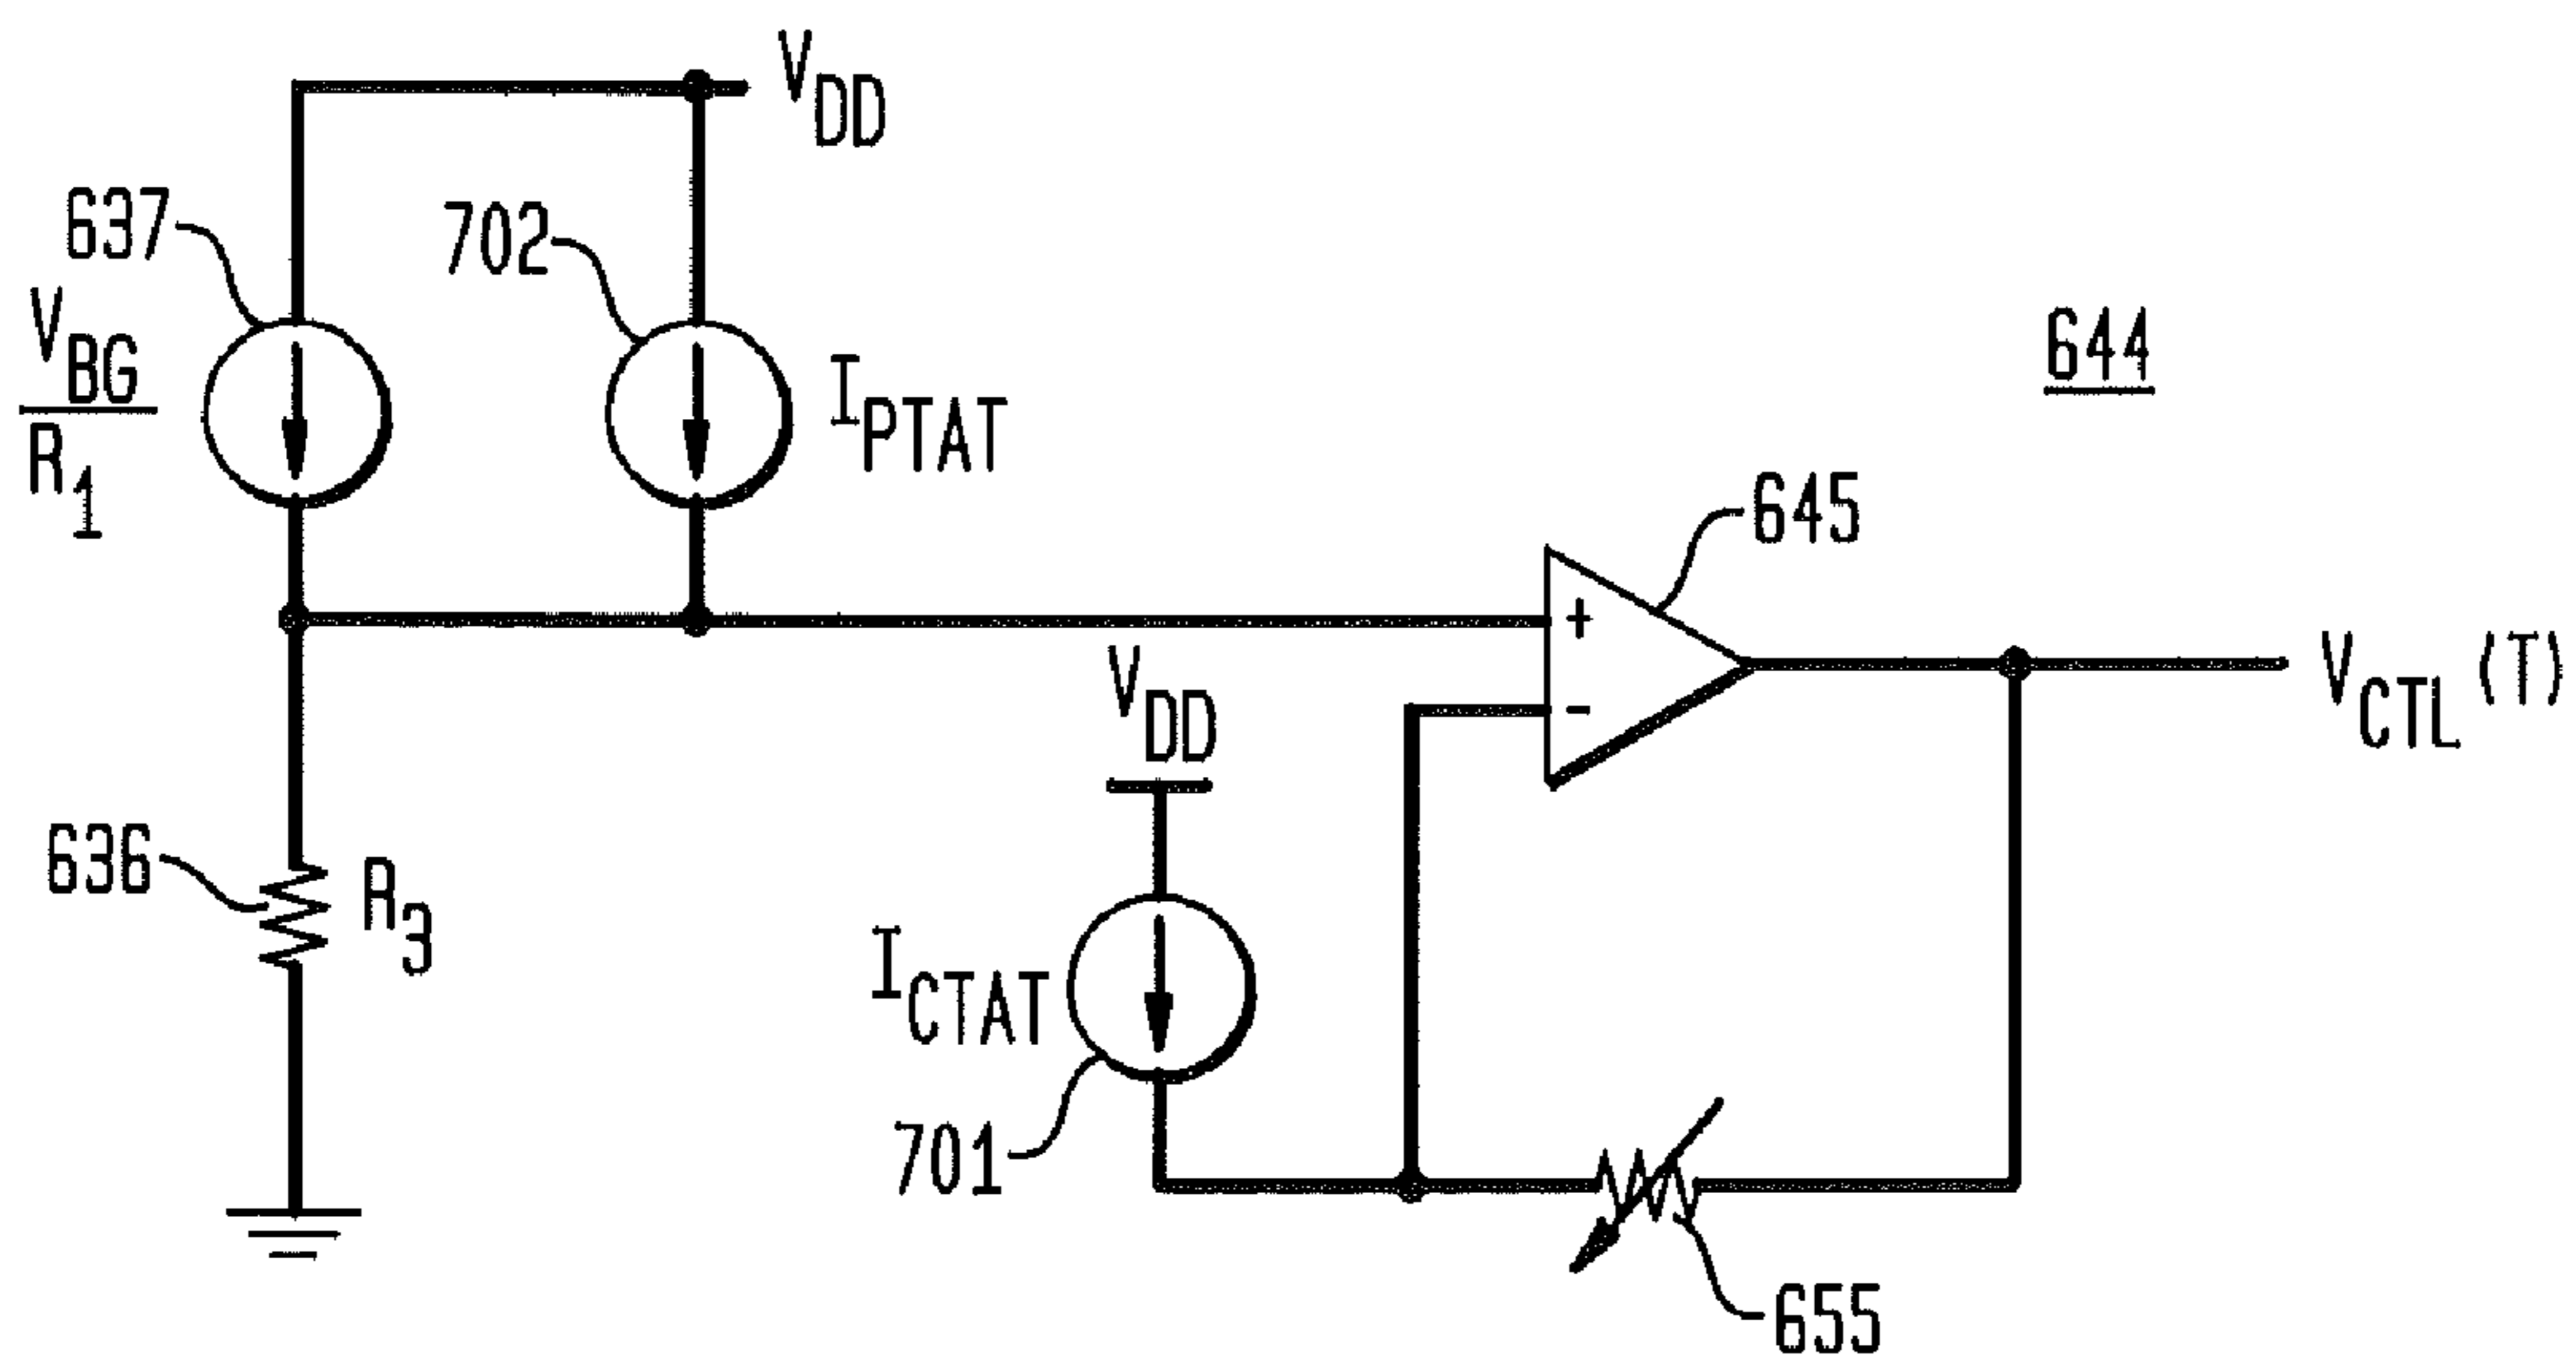 V_DD
637
702
V_BG
R_1
I_PTAT
644
645
+
V_DD
-
V_CTL (T)
636
R_3
I_CTAT
701
655